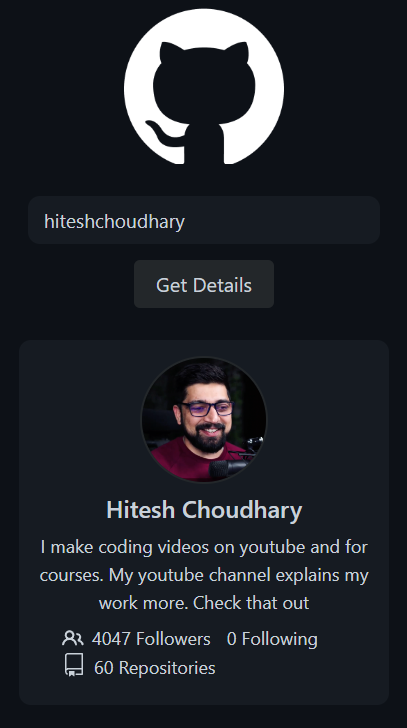 hiteshchoudhary
Get Details
Hitesh Choudhary
I make coding videos on youtube and for
courses. My youtube channel explains my
work more. Check that out
4047 Followers 0 Following
60 Repositories